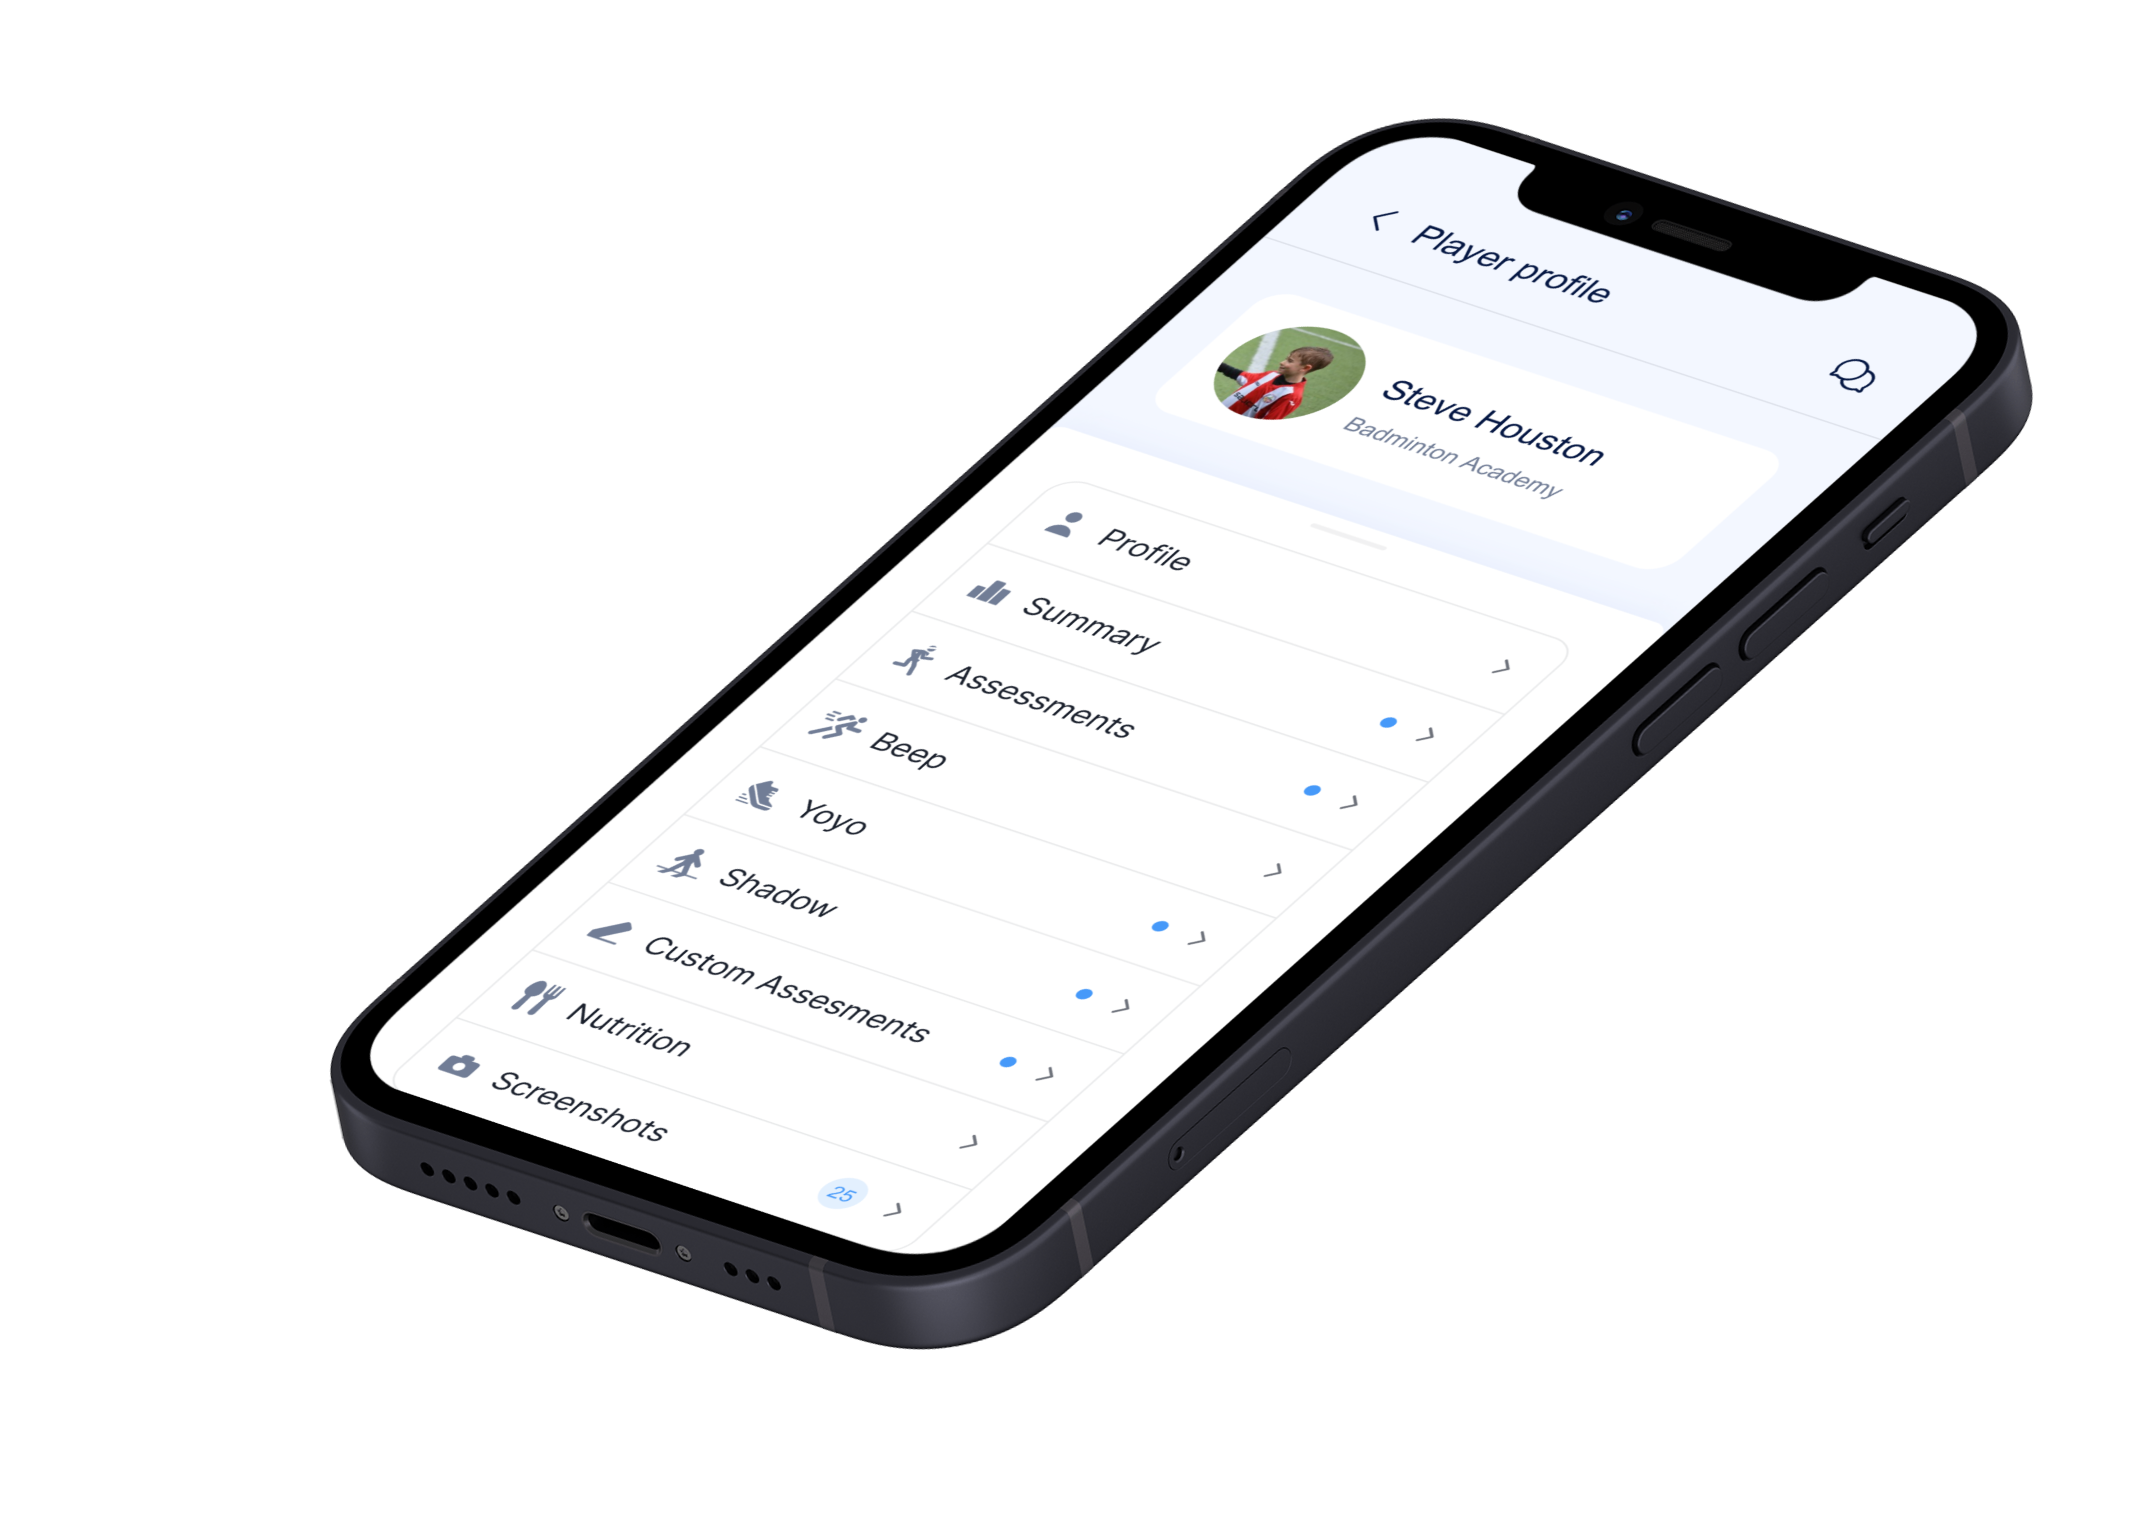 Player profile
Steve Houston
Badminton Academy
Profile
Summary
Assessments
Beep
Yoyo
Shadow
Custom Assesments
Nutrition
Screenshots
25